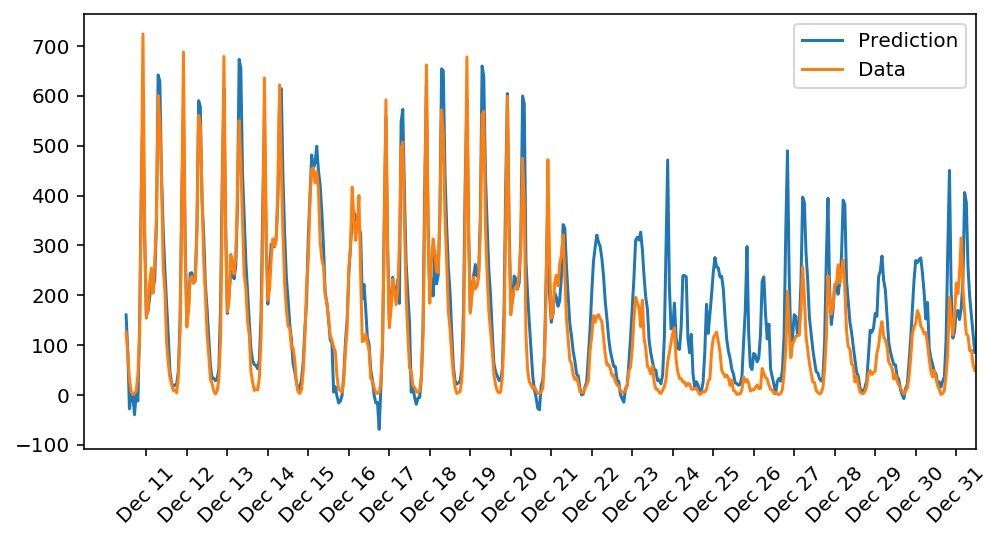 Prediction
Data
700
600
500
400
300
200
100
0
−100
Dec 11
Dec 12
Dec 13
Dec 14
Dec 15
Dec 16
Dec 17
Dec 18
Dec 19
Dec 20
Dec 21
Dec 22
Dec 23
Dec 24
Dec 25
Dec 26
Dec 27
Dec 28
Dec 29
Dec 30
Dec 31